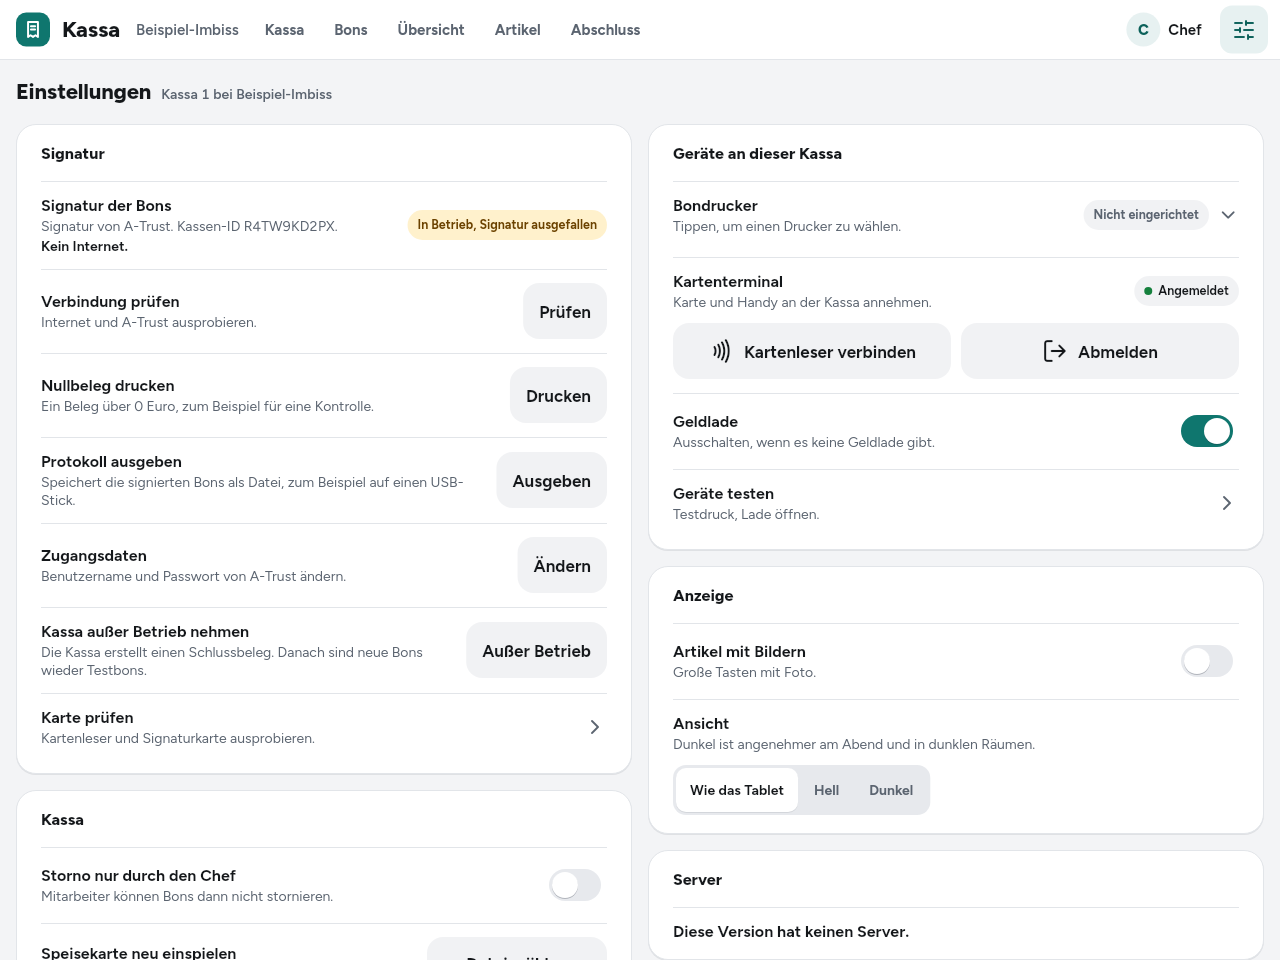 Kassa
Beispiel-Imbiss
Kassa
Bons
Übersicht
Artikel
Abschluss
C
Chef
Einstellungen
Kassa 1 bei Beispiel-Imbiss
Signatur
Signatur der Bons
Signatur von A-Trust. Kassen-ID R4TW9KD2PX.
Kein Internet.
In Betrieb, Signatur ausgefallen
Verbindung prüfen
Internet und A-Trust ausprobieren.
Prüfen
Nullbeleg drucken
Ein Beleg über 0 Euro, zum Beispiel für eine Kontrolle.
Drucken
Protokoll ausgeben
Speichert die signierten Bons als Datei, zum Beispiel auf einen USB-
Stick.
Ausgeben
Zugangsdaten
Benutzername und Passwort von A-Trust ändern.
Ändern
Kassa außer Betrieb nehmen
Die Kassa erstellt einen Schlussbeleg. Danach sind neue Bons
wieder Testbons.
Außer Betrieb
Karte prüfen
Kartenleser und Signaturkarte ausprobieren.
Kassa
Storno nur durch den Chef
Mitarbeiter können Bons dann nicht stornieren.
Speisekarte neu einspielen
Geräte an dieser Kassa
Bondrucker
Tippen, um einen Drucker zu wählen.
Nicht eingerichtet
Kartenterminal
Karte und Handy an der Kassa annehmen.
Angemeldet
Kartenleser verbinden
Abmelden
Geldlade
Ausschalten, wenn es keine Geldlade gibt.
Geräte testen
Testdruck, Lade öffnen.
Anzeige
Artikel mit Bildern
Große Tasten mit Foto.
Ansicht
Dunkel ist angenehmer am Abend und in dunklen Räumen.
Wie das Tablet
Hell
Dunkel
Server
Diese Version hat keinen Server.